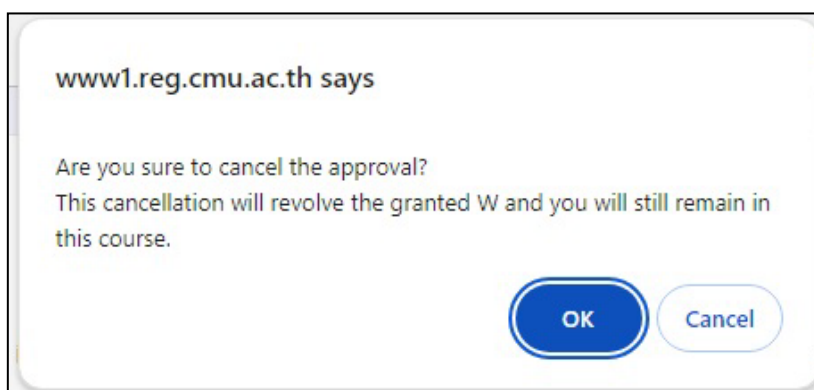 www1.reg.cmu.ac.th says
Are you sure to cancel the approval?
This cancellation will revolve the granted W and you will still remain in
this course.
OK
Cancel